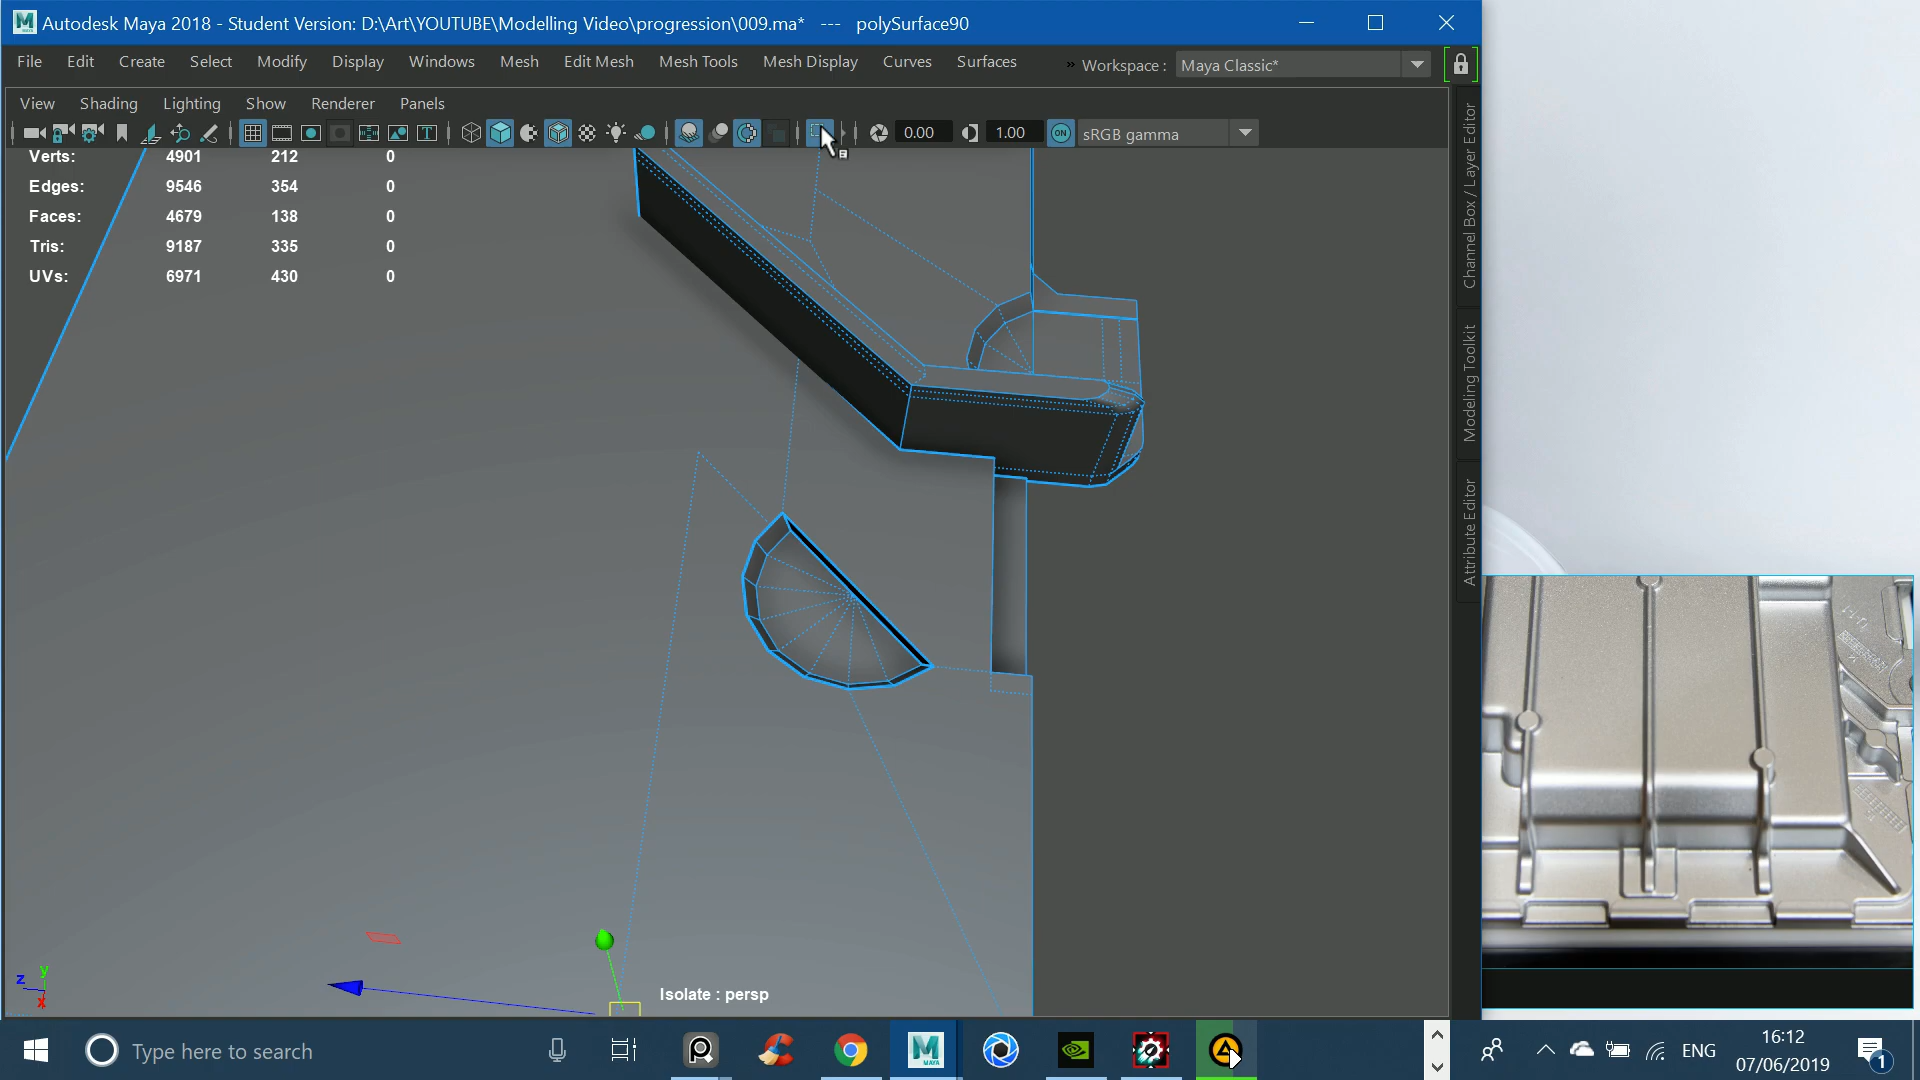 Autodesk Maya 2018 - Student Version: D:\Art\YOUTUBE\Modelling Video\progression\009.ma* --- polySurface90
File Edit Create Select Modify Display Windows Mesh Edit Mesh Mesh Tools Mesh Display Curves Surfaces » Workspace : Maya Classic*
View Shading Lighting Show Renderer Panels
0.00 1.00 ON sRGB gamma
Verts: 4901 212 0
Edges: 9546 354 0
Faces: 4679 138 0
Tris: 9187 335 0
UVs: 6971 430 0
Channel Box / Layer Editor
Modeling Toolkit
Attribute Editor
z y
x
Isolate : persp
Type here to search
MAYA
ENG
16:12
07/06/2019
1